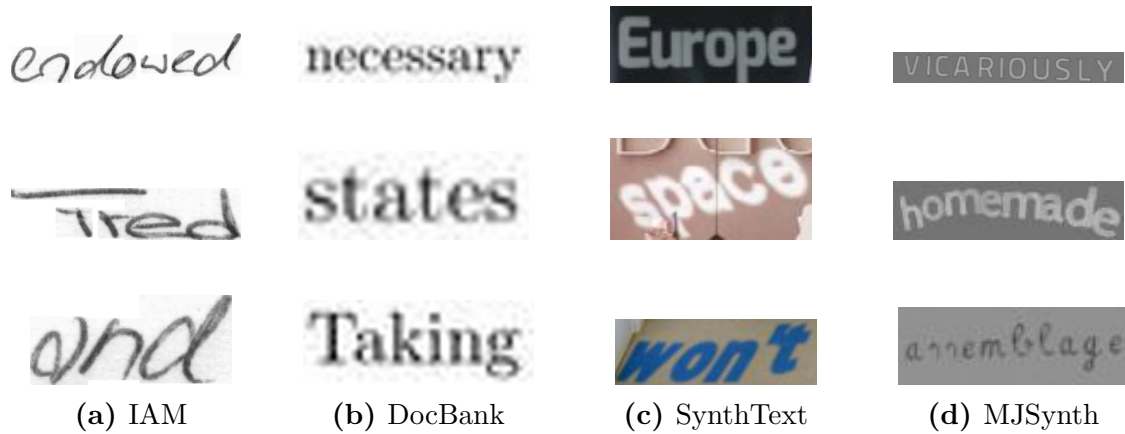 endowed necessary Europe VICARIOUSLY
Tred states space homemade
and Taking won't assemblage
(a) IAM (b) DocBank (c) SynthText (d) MJSynth